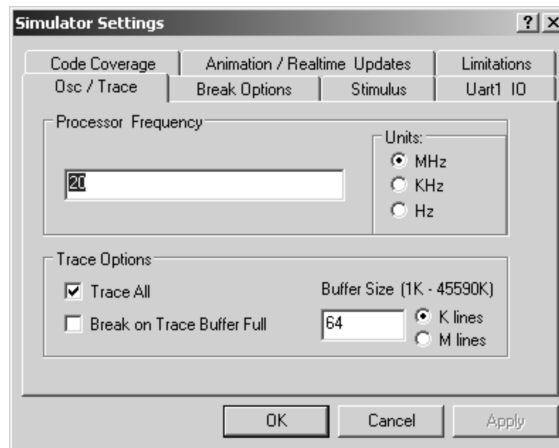 Simulator Settings
Code Coverage
Animation / Realtime Updates
Limitations
Osc / Trace
Break Options
Stimulus
Uart1 IO
Processor Frequency
20
Units:
MHz
KHz
Hz
Trace Options
Trace All
Break on Trace Buffer Full
Buffer Size (1K - 45590K)
64
K lines
M lines
OK
Cancel
Apply